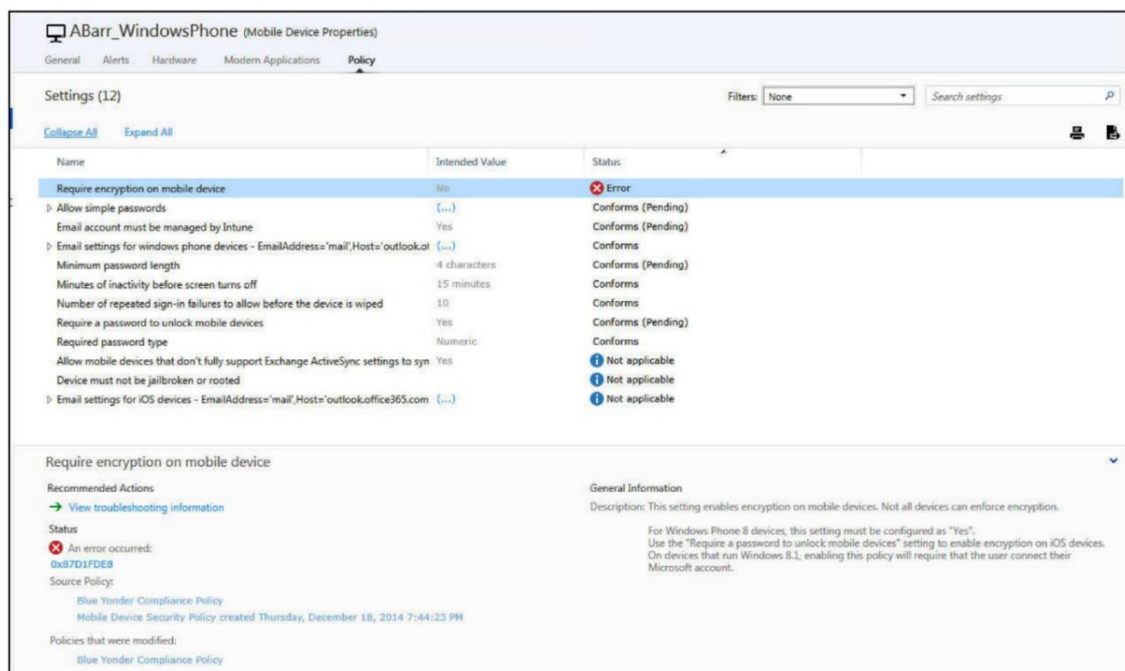 ABarr_WindowsPhone (Mobile Device Properties)
General Alerts Hardware Modern Applications Policy
Settings (12) Filters: None Search settings
Collapse All Expand All
Name Intended Value Status
Require encryption on mobile device No Error
Allow simple passwords (...) Conforms (Pending)
Email account must be managed by Intune Yes Conforms (Pending)
Email settings for windows phone devices - EmailAddress='mail',Host='outlook.of (...) Conforms
Minimum password length 4 characters Conforms (Pending)
Minutes of inactivity before screen turns off 15 minutes Conforms
Number of repeated sign-in failures to allow before the device is wiped 10 Conforms
Require a password to unlock mobile devices Yes Conforms (Pending)
Required password type Numeric Conforms
Allow mobile devices that don't fully support Exchange ActiveSync settings to syn Yes Not applicable
Device must not be jailbroken or rooted Not applicable
Email settings for iOS devices - EmailAddress='mail',Host='outlook.office365.com (...) Not applicable
Require encryption on mobile device
Recommended Actions
View troubleshooting information
Status
An error occurred:
0x87D1FDE8
Source Policy:
Blue Yonder Compliance Policy
Mobile Device Security Policy created Thursday, December 18, 2014 7:44:23 PM
Policies that were modified:
Blue Yonder Compliance Policy
General Information
Description: This setting enables encryption on mobile devices. Not all devices can enforce encryption.
For Windows Phone 8 devices, this setting must be configured as "Yes".
Use the "Require a password to unlock mobile devices" setting to enable encryption on iOS devices.
On devices that run Windows 8.1, enabling this policy will require that the user connect their
Microsoft account.